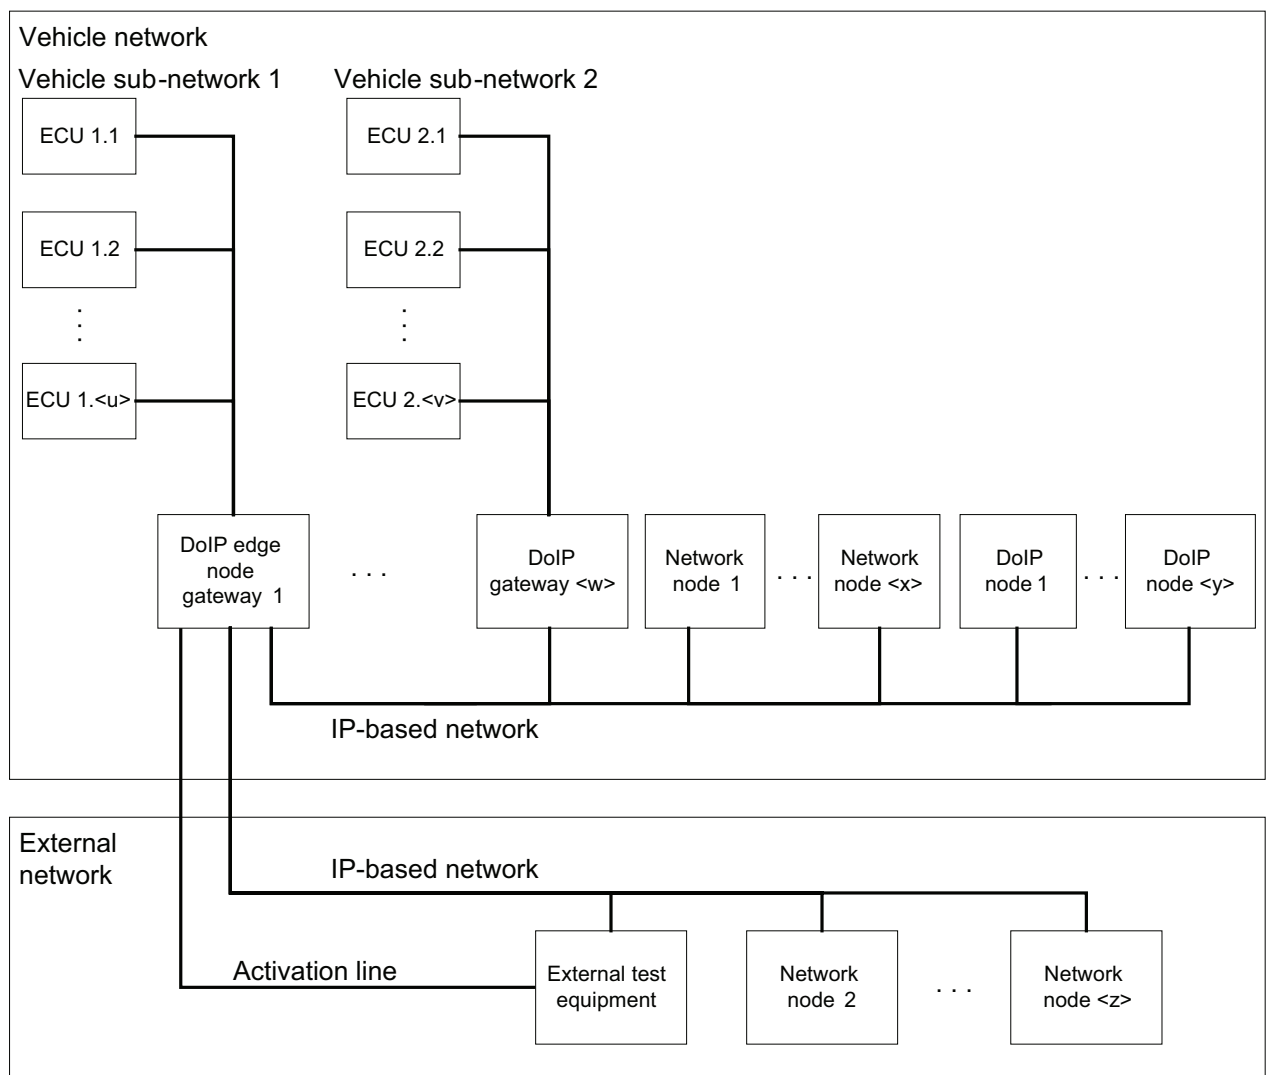 Vehicle network
Vehicle sub-network 1
Vehicle sub-network 2
ECU 1.1
ECU 2.1
ECU 1.2
ECU 2.2
. . .
. . .
ECU 1.<u>
ECU 2.<v>
DoIP edge
node
gateway 1
. . .
DoIP
gateway <w>
Network
node 1
. . .
Network
node <x>
DoIP
node 1
. . .
DoIP
node <y>
IP-based network
External
network
IP-based network
Activation line
External test
equipment
Network
node 2
. . .
Network
node <z>